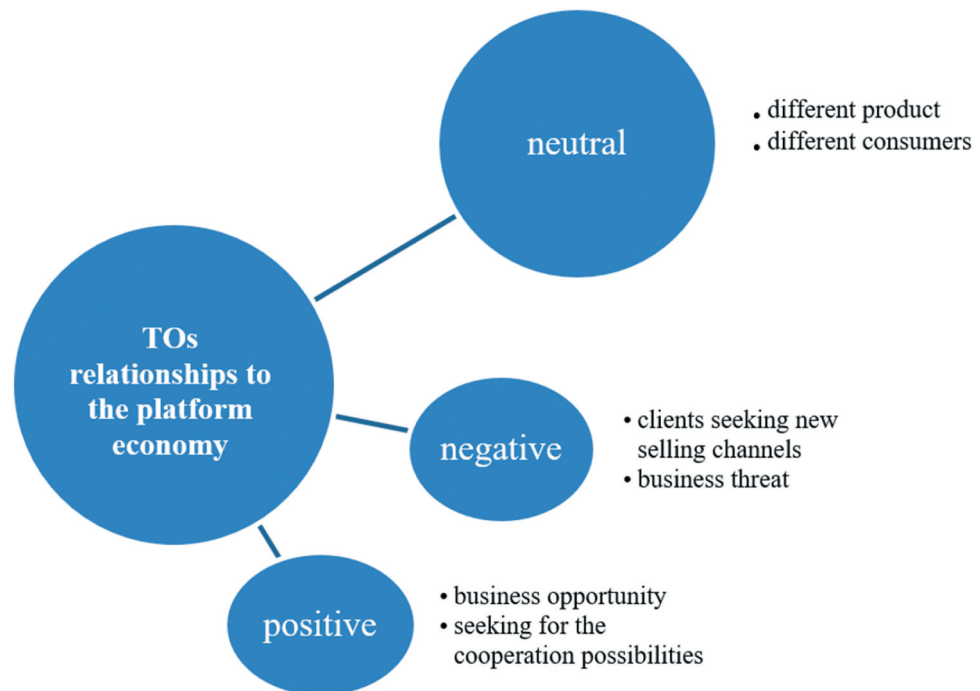 neutral
. different product
. different consumers
TOs
relationships to
the platform
economy
negative
• clients seeking new
selling channels
• business threat
positive
• business opportunity
• seeking for the
cooperation possibilities